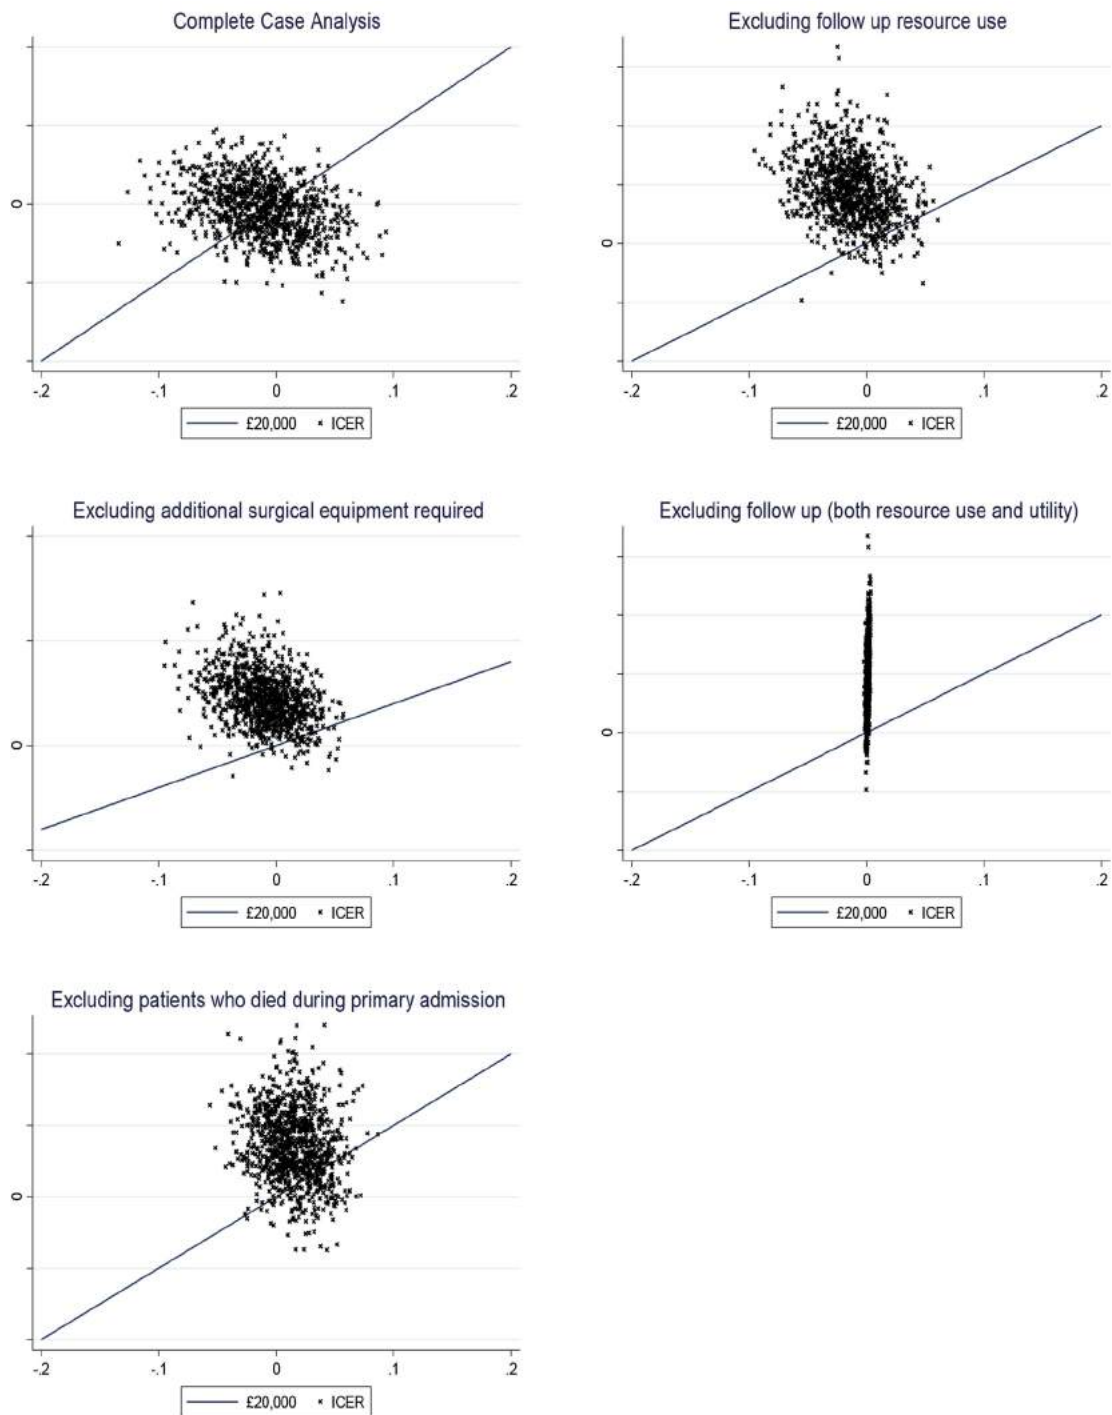 Complete Case Analysis
0
-.2 -.1 0 .1 .2
£20,000 ICER
Excluding follow up resource use
0
-.2 -.1 0 .1 .2
£20,000 ICER
Excluding additional surgical equipment required
0
-.2 -.1 0 .1 .2
£20,000 ICER
Excluding follow up (both resource use and utility)
0
-.2 -.1 0 .1 .2
£20,000 ICER
Excluding patients who died during primary admission
0
-.2 -.1 0 .1 .2
£20,000 ICER